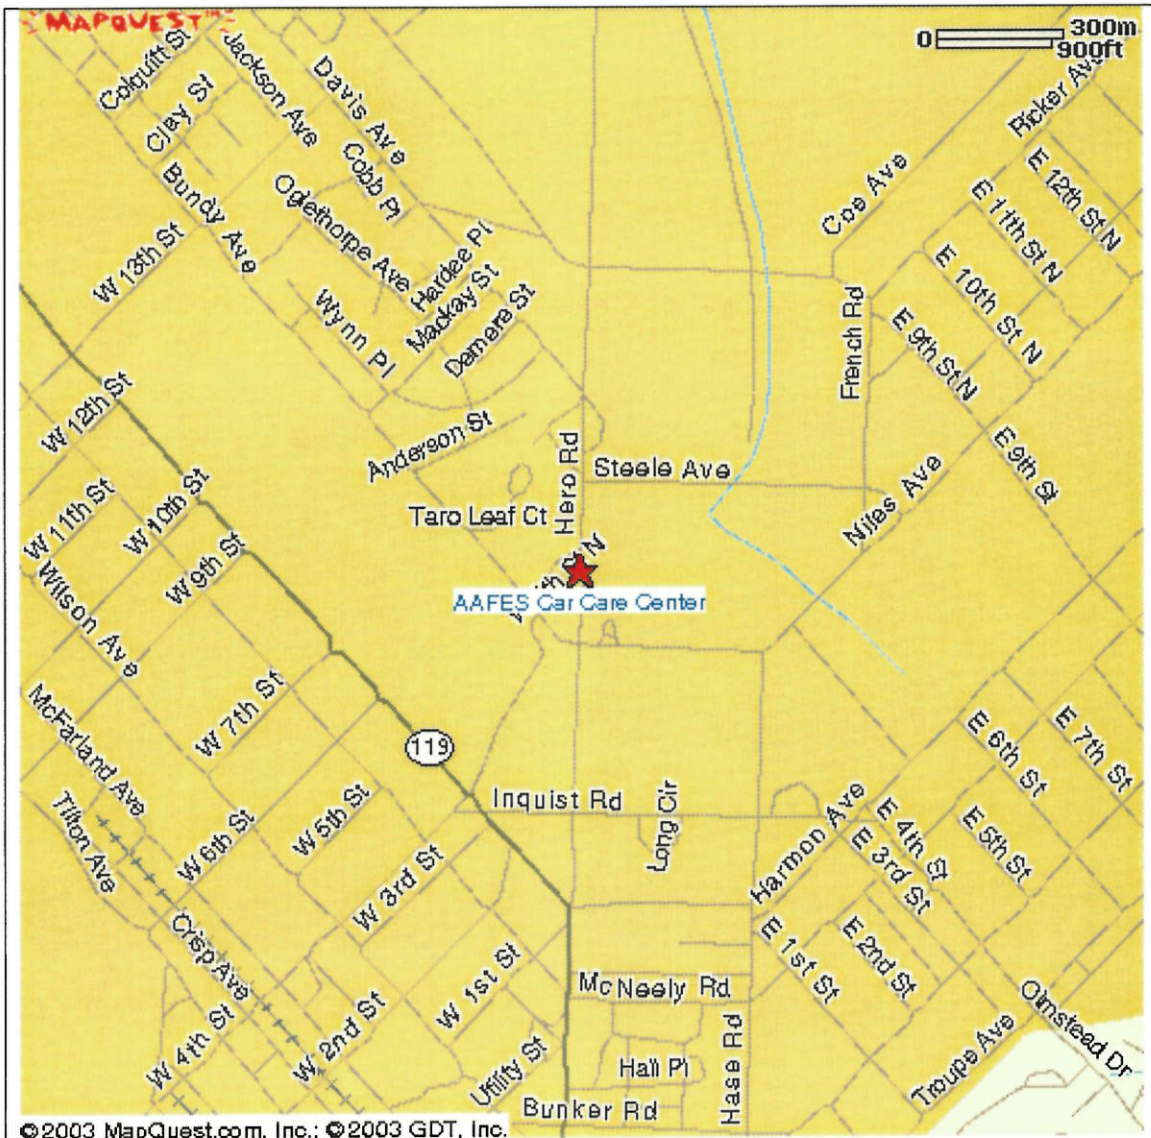 MAPQUEST™
0 300m
900ft
Colquitt St
Jackson Ave
Davis Ave
Ricker Ave
Clay St
Cobb Pl
Coe Ave
E 12th St N
E 11th St N
Bundy Ave
Oglethorpe Ave
Hardee Pl
W 13th St
Mackay St
E 10th St N
Wynn Pl
Demere St
French Rd
E 9th St N
W 12th St
Anderson St
Hero Rd
Steele Ave
E 9th St
W 11th St
W 10th St
Taro Leaf Ct
Niles Ave
W 9th St
N
AAFES Car Care Center
Wilson Ave
W 7th St
McFarland Ave
119
E 6th St
E 7th St
Tilton Ave
W 6th St
W 5th St
Inquist Rd
Long Cir
Harmon Ave
E 4th St
E 3rd St
E 5th St
W 3rd St
Crisp Ave
W 1st St
E 1st St
E 2nd St
McNeely Rd
Olmstead Dr
W 4th St
W 2nd St
Utility St
Hall Pl
Hase Rd
Troupe Ave
Bunker Rd
©2003 MapQuest.com, Inc.; ©2003 GDT, Inc.